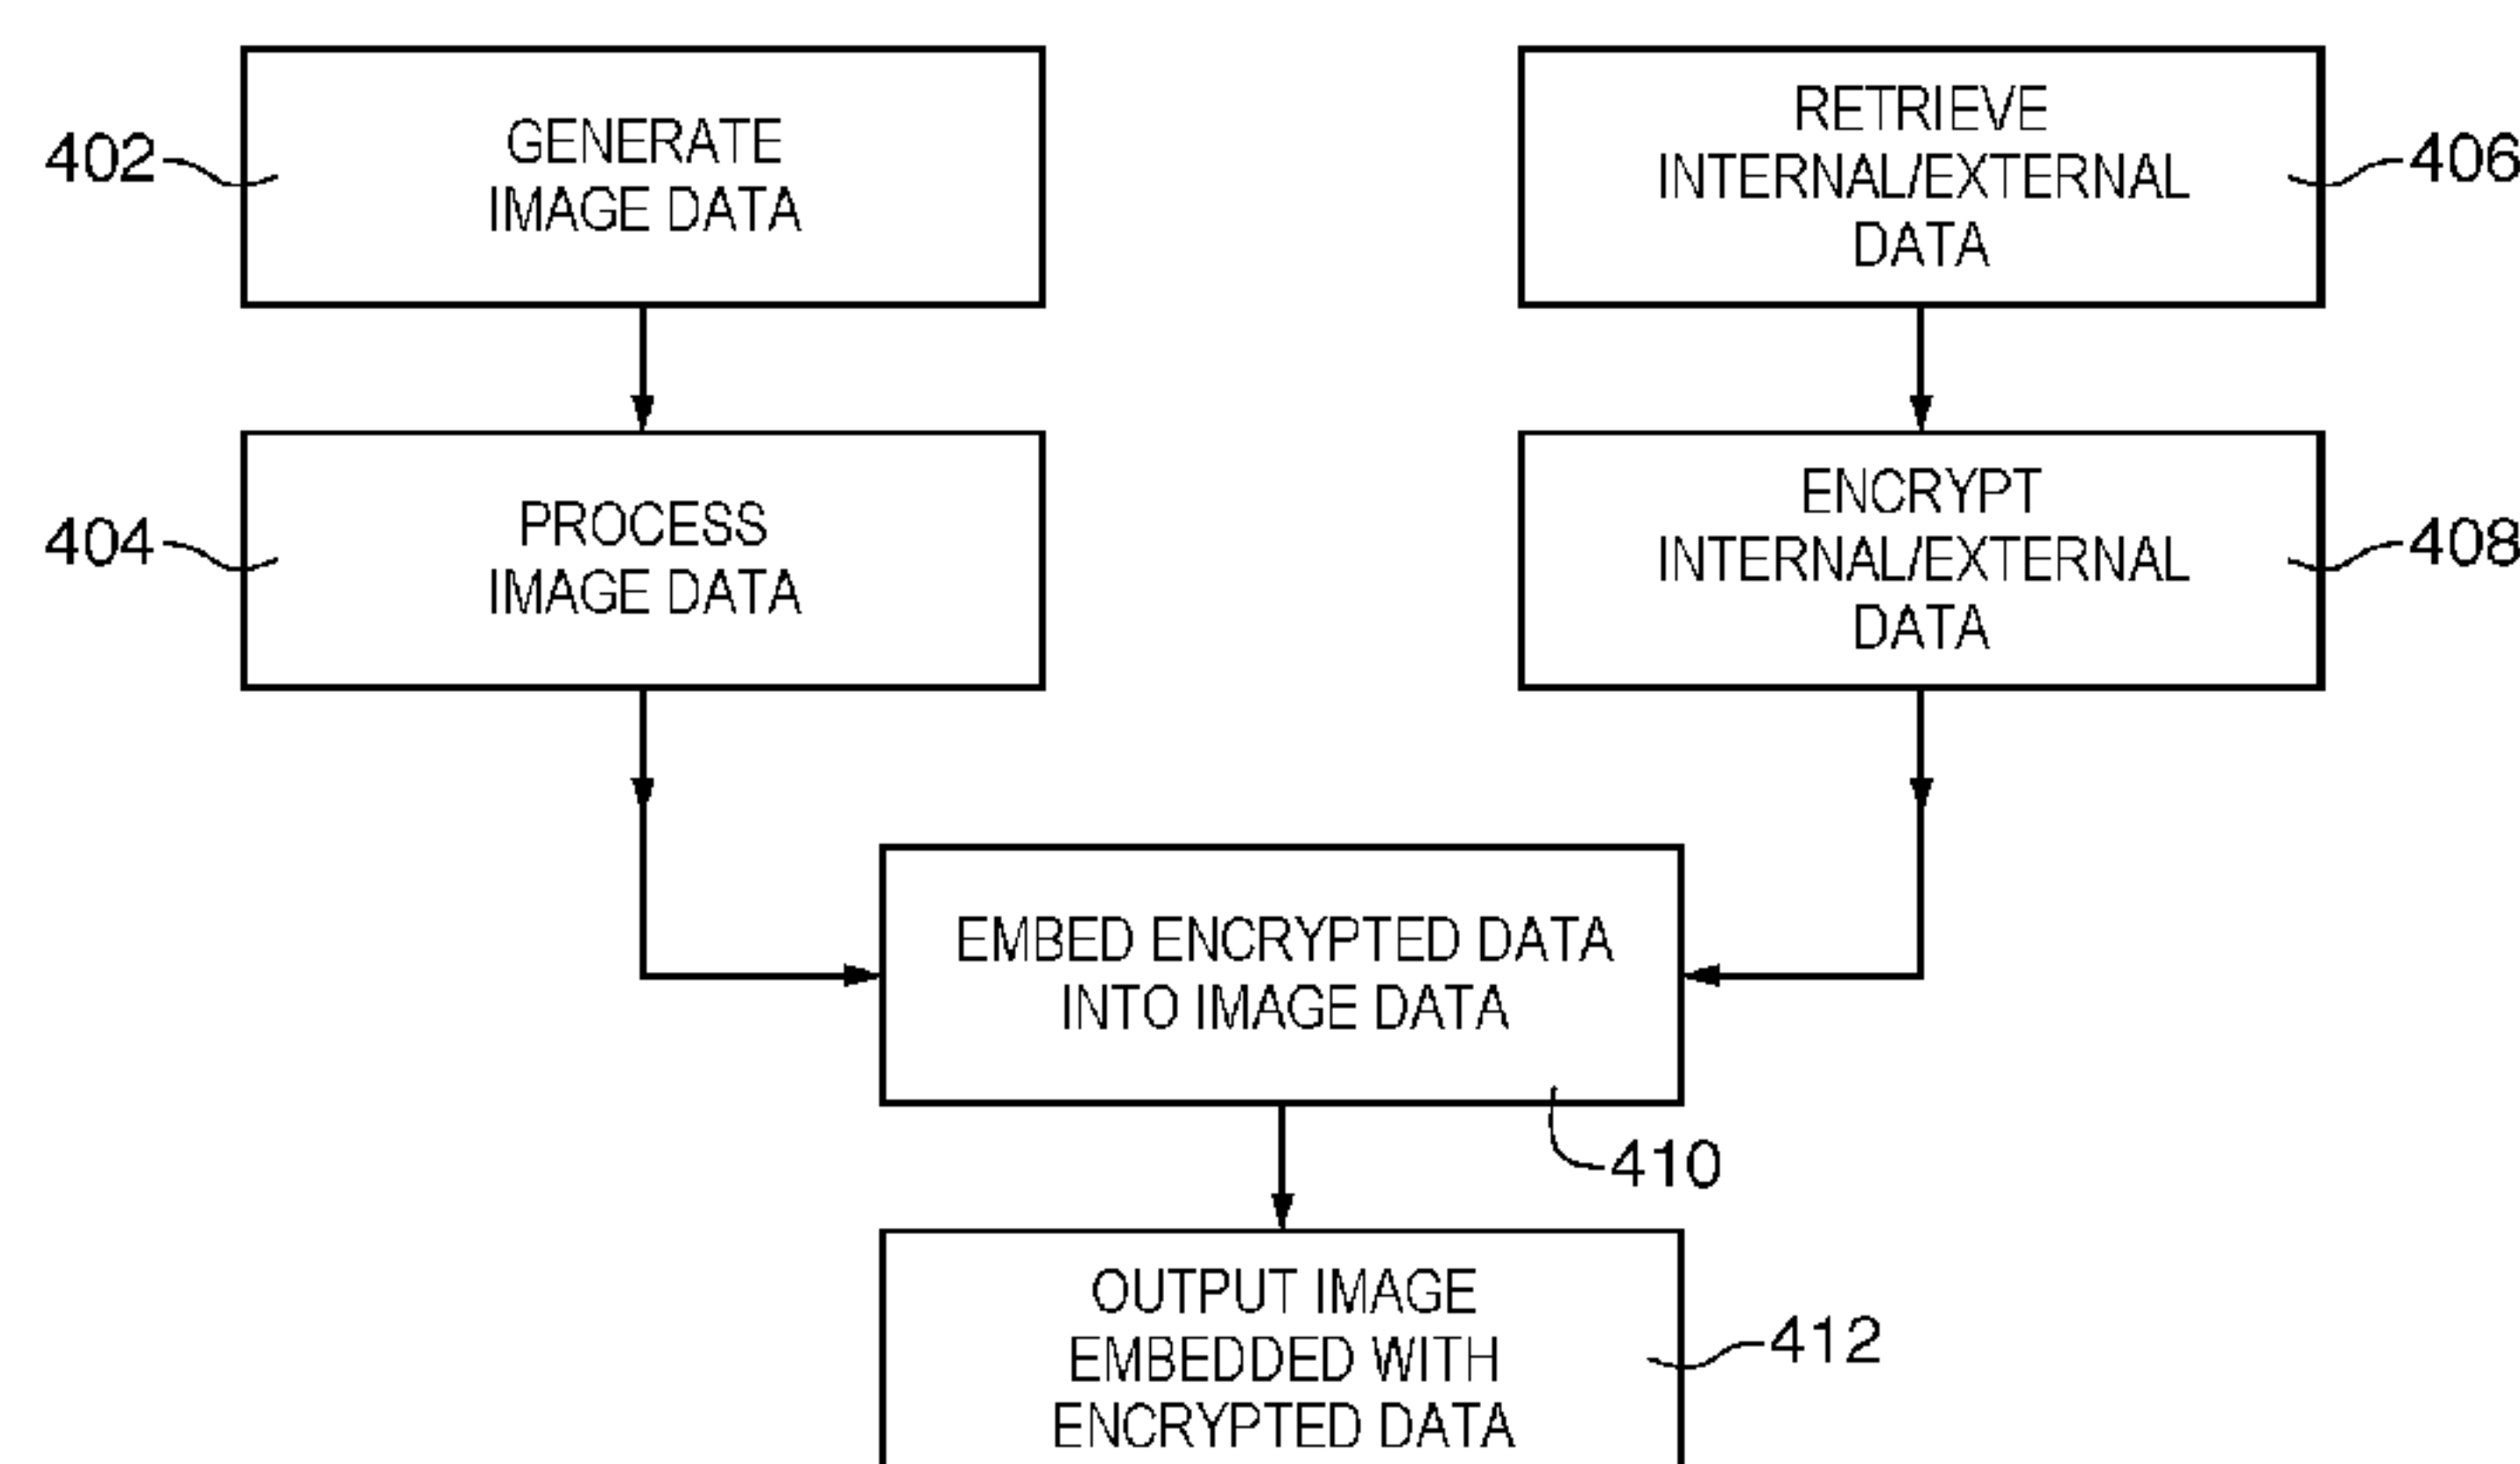 402
GENERATE
IMAGE DATA
RETRIEVE
INTERNAL/EXTERNAL
DATA
406
404
PROCESS
IMAGE DATA
ENCRYPT
INTERNAL/EXTERNAL
DATA
408
EMBED ENCRYPTED DATA
INTO IMAGE DATA
410
OUTPUT IMAGE
EMBEDDED WITH
ENCRYPTED DATA
412